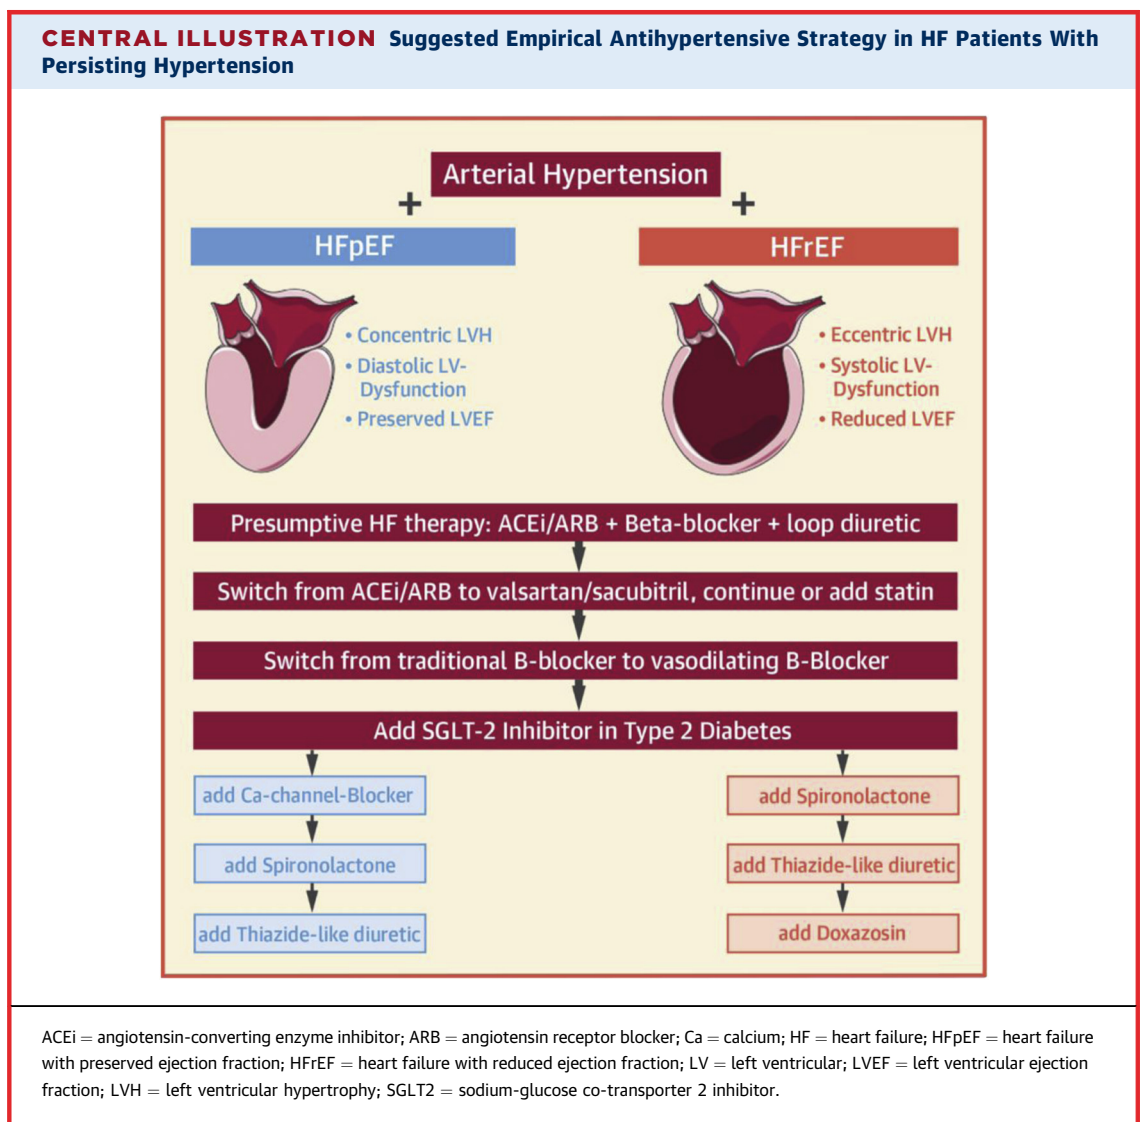 CENTRAL ILLUSTRATION Suggested Empirical Antihypertensive Strategy in HF Patients With
Persisting Hypertension
Arterial Hypertension
+ +
HFpEF
• Concentric LVH
• Diastolic LV-
Dysfunction
• Preserved LVEF
HFrEF
• Eccentric LVH
• Systolic LV-
Dysfunction
• Reduced LVEF
Presumptive HF therapy: ACEi/ARB + Beta-blocker + loop diuretic
Switch from ACEi/ARB to valsartan/sacubitril, continue or add statin
Switch from traditional B-blocker to vasodilating B-Blocker
Add SGLT-2 Inhibitor in Type 2 Diabetes
add Ca-channel-Blocker
add Spironolactone
add Thiazide-like diuretic
add Spironolactone
add Thiazide-like diuretic
add Doxazosin
ACEi = angiotensin-converting enzyme inhibitor; ARB = angiotensin receptor blocker; Ca = calcium; HF = heart failure; HFpEF = heart failure
with preserved ejection fraction; HFrEF = heart failure with reduced ejection fraction; LV = left ventricular; LVEF = left ventricular ejection
fraction; LVH = left ventricular hypertrophy; SGLT2 = sodium-glucose co-transporter 2 inhibitor.